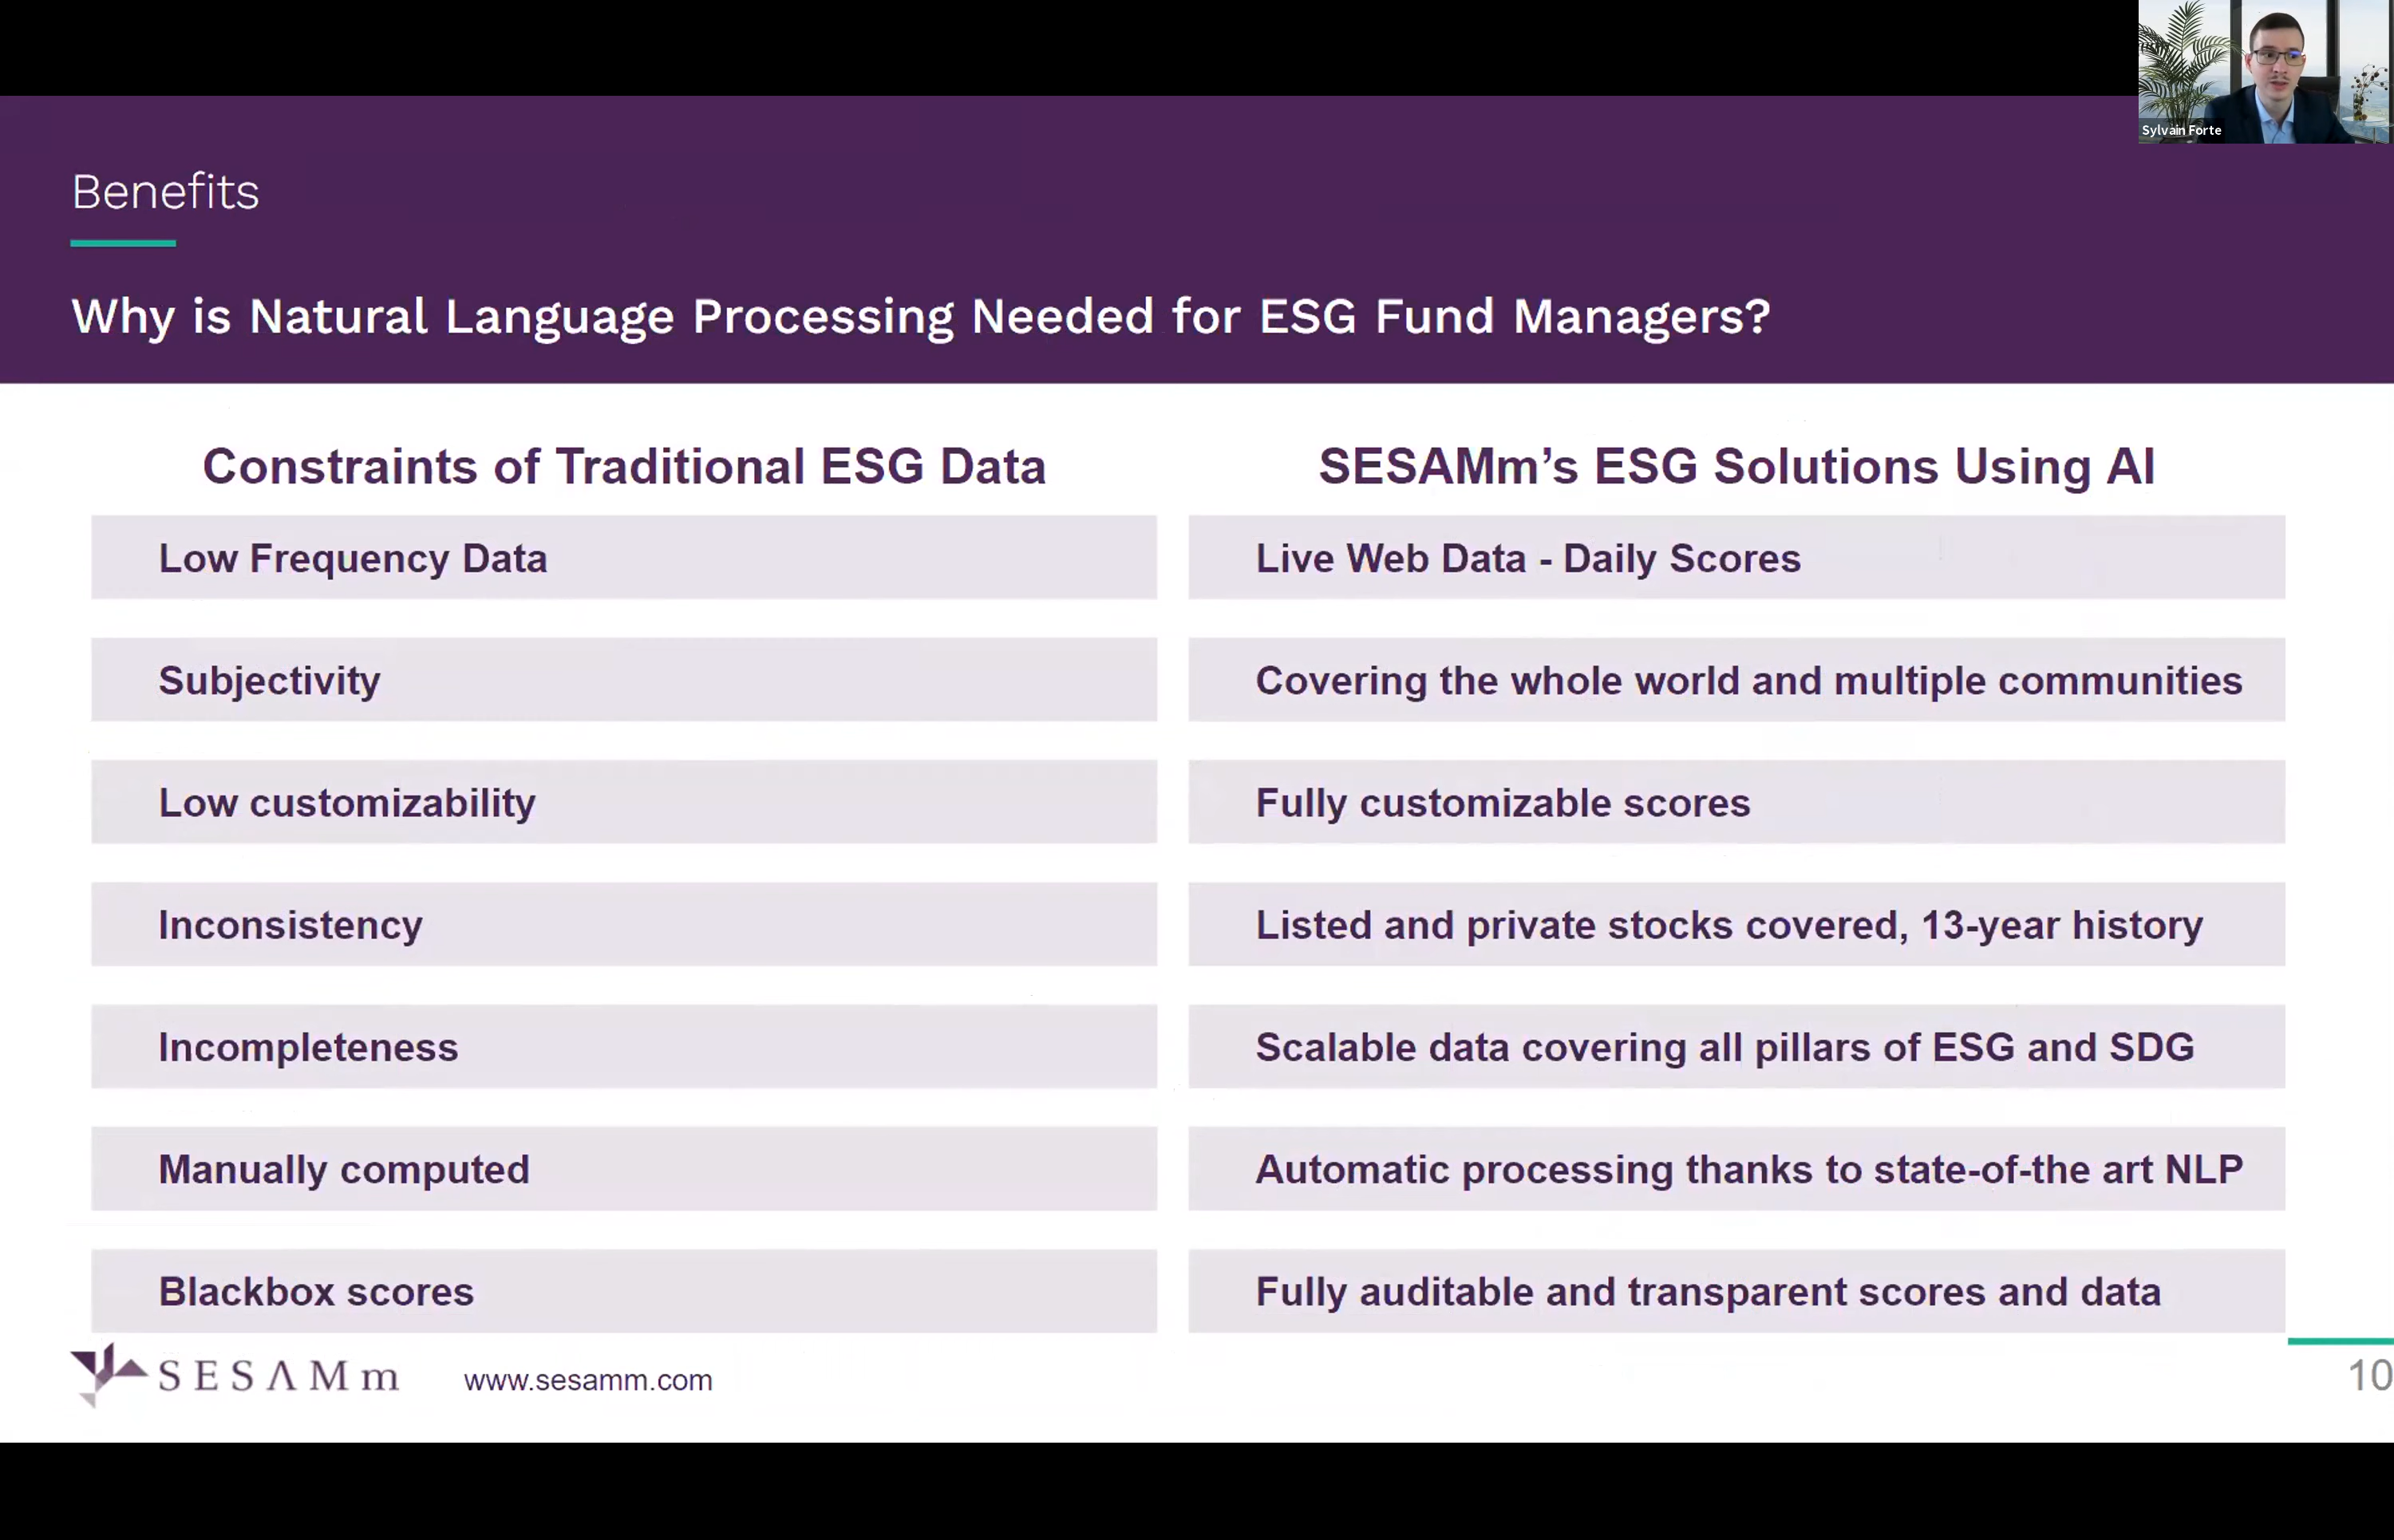 Sylvain Forte
Benefits
Why is Natural Language Processing Needed for ESG Fund Managers?
Constraints of Traditional ESG Data
SESAMm’s ESG Solutions Using AI
Low Frequency Data
Live Web Data - Daily Scores
Subjectivity
Covering the whole world and multiple communities
Low customizability
Fully customizable scores
Inconsistency
Listed and private stocks covered, 13-year history
Incompleteness
Scalable data covering all pillars of ESG and SDG
Manually computed
Automatic processing thanks to state-of-the art NLP
Blackbox scores
Fully auditable and transparent scores and data
SESΛMm
www.sesamm.com
10